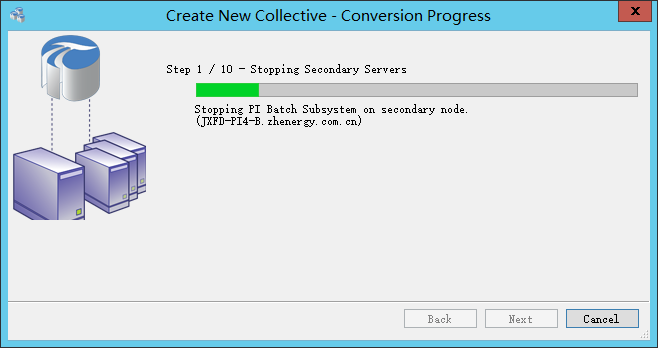 Create New Collective - Conversion Progress
x
Step 1 / 10 - Stopping Secondary Servers
Stopping PI Batch Subsystem on secondary node.
(JXFD-PI4-B.zhenergy.com.cn)
Back
Next
Cancel